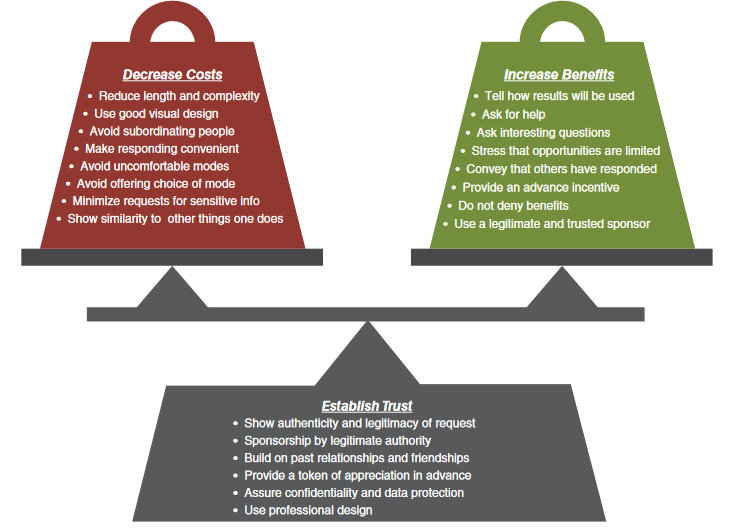 Decrease Costs
• Reduce length and complexity
• Use good visual design
• Avoid subordinating people
• Make responding convenient
• Avoid uncomfortable modes
• Avoid offering choice of mode
• Minimize requests for sensitive info
• Show similarity to other things one does
Increase Benefits
• Tell how results will be used
• Ask for help
• Ask interesting questions
• Stress that opportunities are limited
• Convey that others have responded
• Provide an advance incentive
• Do not deny benefits
• Use a legitimate and trusted sponsor
Establish Trust
• Show authenticity and legitimacy of request
• Sponsorship by legitimate authority
• Build on past relationships and friendships
• Provide a token of appreciation in advance
• Assure confidentiality and data protection
• Use professional design